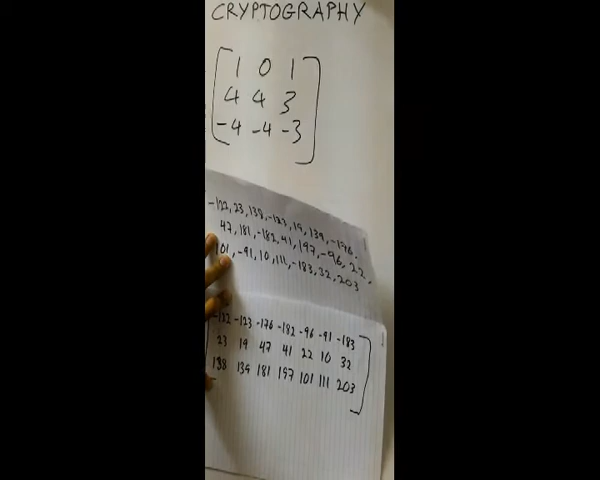 CRYPTOGRAPHY
1 0 1
4 4 3
-4 -4 -3
-122, 23, 138, -123, 19, 139, -176,
47, 181, -182, 41, 197, -96, 22,
101, -91, 10, 111, -183, 32, 203
-122 -123 -176 -182 -96 -91 -183
23 19 47 41 22 10 32
138 139 181 197 101 111 203